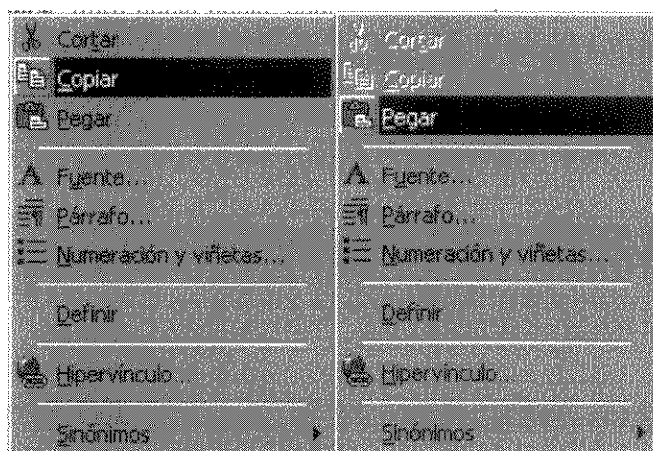 Cortar
Copiar
Pegar
Fuente...
Párrafo...
Numeración y viñetas...
Definir
Hipervínculo...
Sinónimos
Cortar
Copiar
Pegar
Fuente...
Párrafo...
Numeración y viñetas...
Definir
Hipervínculo...
Sinónimos